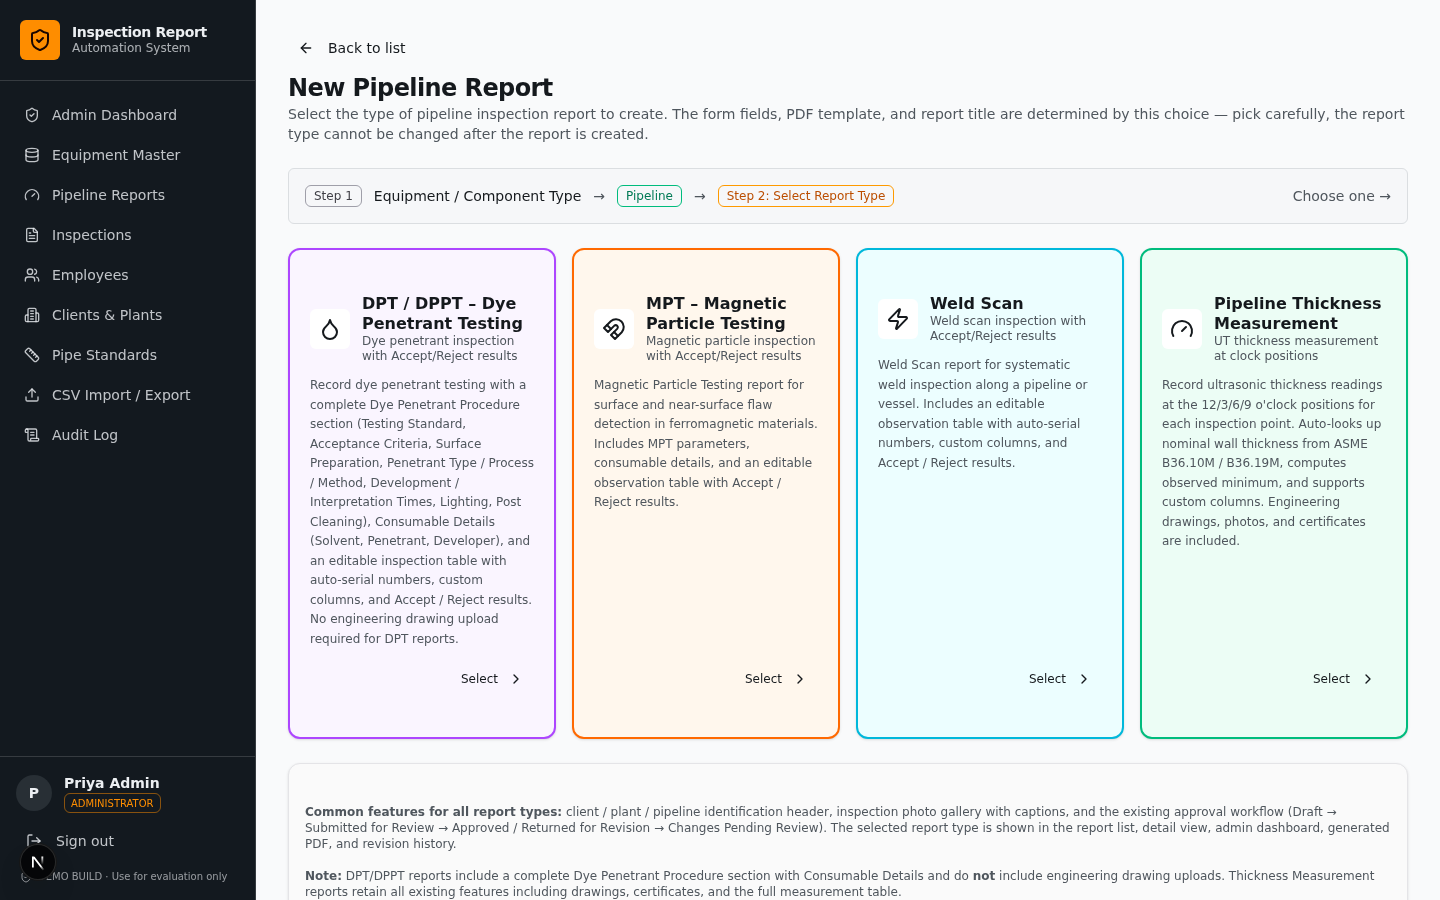 Inspection Report
Automation System
Admin Dashboard
Equipment Master
Pipeline Reports
Inspections
Employees
Clients & Plants
Pipe Standards
CSV Import / Export
Audit Log
P
Priya Admin
ADMINISTRATOR
Sign out
N
EMO BUILD · Use for evaluation only
← Back to list
New Pipeline Report
Select the type of pipeline inspection report to create. The form fields, PDF template, and report title are determined by this choice — pick carefully, the report
type cannot be changed after the report is created.
Step 1 Equipment / Component Type → Pipeline → Step 2: Select Report Type Choose one →
DPT / DPPT – Dye
Penetrant Testing
Dye penetrant inspection
with Accept/Reject results
Record dye penetrant testing with a
complete Dye Penetrant Procedure
section (Testing Standard,
Acceptance Criteria, Surface
Preparation, Penetrant Type / Process
/ Method, Development /
Interpretation Times, Lighting, Post
Cleaning), Consumable Details
(Solvent, Penetrant, Developer), and
an editable inspection table with
auto-serial numbers, custom
columns, and Accept / Reject results.
No engineering drawing upload
required for DPT reports.
Select
MPT – Magnetic
Particle Testing
Magnetic particle inspection
with Accept/Reject results
Magnetic Particle Testing report for
surface and near-surface flaw
detection in ferromagnetic materials.
Includes MPT parameters,
consumable details, and an editable
observation table with Accept /
Reject results.
Select
Weld Scan
Weld scan inspection with
Accept/Reject results
Weld Scan report for systematic
weld inspection along a pipeline or
vessel. Includes an editable
observation table with auto-serial
numbers, custom columns, and
Accept / Reject results.
Select
Pipeline Thickness
Measurement
UT thickness measurement
at clock positions
Record ultrasonic thickness readings
at the 12/3/6/9 o'clock positions for
each inspection point. Auto-looks up
nominal wall thickness from ASME
B36.10M / B36.19M, computes
observed minimum, and supports
custom columns. Engineering
drawings, photos, and certificates
are included.
Select
Common features for all report types: client / plant / pipeline identification header, inspection photo gallery with captions, and the existing approval workflow (Draft →
Submitted for Review → Approved / Returned for Revision → Changes Pending Review). The selected report type is shown in the report list, detail view, admin dashboard, generated
PDF, and revision history.
Note: DPT/DPPT reports include a complete Dye Penetrant Procedure section with Consumable Details and do not include engineering drawing uploads. Thickness Measurement
reports retain all existing features including drawings, certificates, and the full measurement table.